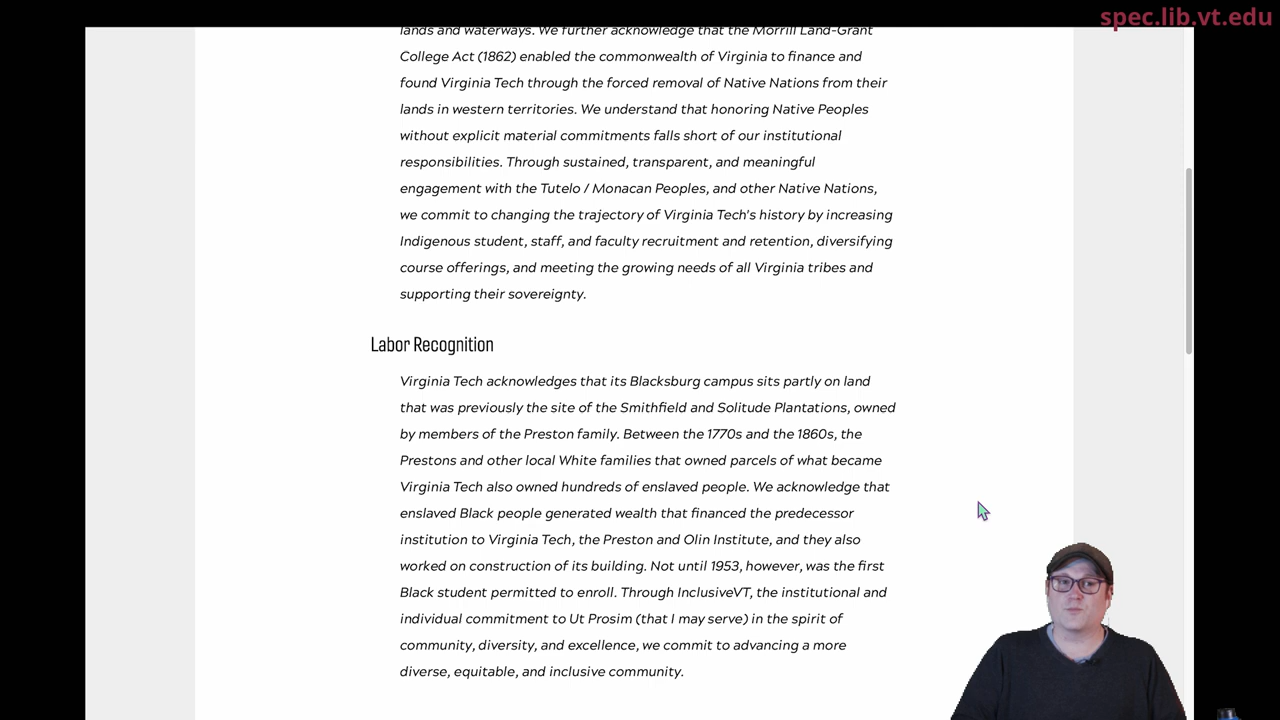 spec.lib.vt.edu
lands and waterways. We further acknowledge that the Morrill Land-Grant
College Act (1862) enabled the commonwealth of Virginia to finance and
found Virginia Tech through the forced removal of Native Nations from their
lands in western territories. We understand that honoring Native Peoples
without explicit material commitments falls short of our institutional
responsibilities. Through sustained, transparent, and meaningful
engagement with the Tutelo / Monacan Peoples, and other Native Nations,
we commit to changing the trajectory of Virginia Tech's history by increasing
Indigenous student, staff, and faculty recruitment and retention, diversifying
course offerings, and meeting the growing needs of all Virginia tribes and
supporting their sovereignty.
Labor Recognition
Virginia Tech acknowledges that its Blacksburg campus sits partly on land
that was previously the site of the Smithfield and Solitude Plantations, owned
by members of the Preston family. Between the 1770s and the 1860s, the
Prestons and other local White families that owned parcels of what became
Virginia Tech also owned hundreds of enslaved people. We acknowledge that
enslaved Black people generated wealth that financed the predecessor
institution to Virginia Tech, the Preston and Olin Institute, and they also
worked on construction of its building. Not until 1953, however, was the first
Black student permitted to enroll. Through InclusiveVT, the institutional and
individual commitment to Ut Prosim (that I may serve) in the spirit of
community, diversity, and excellence, we commit to advancing a more
diverse, equitable, and inclusive community.